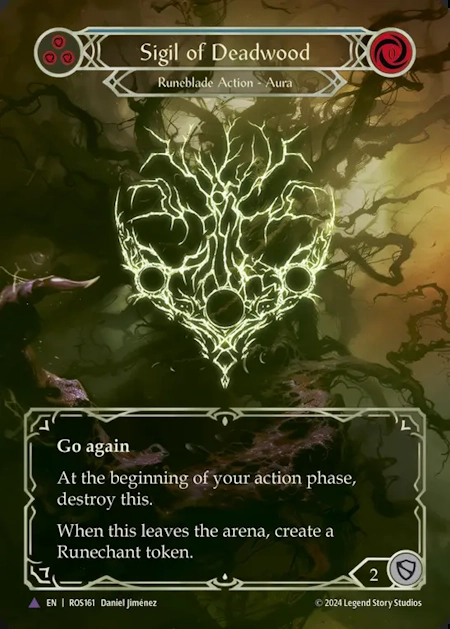 Sigil of Deadwood
Runeblade Action - Aura
Go again
At the beginning of your action phase,
destroy this.
When this leaves the arena, create a
Runechant token.
2
EN | ROS161 Daniel Jiménez
© 2024 Legend Story Studios